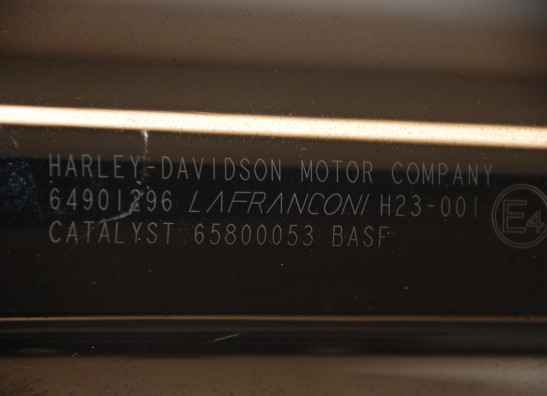 HARLEY-DAVIDSON MOTOR COMPANY
64901296 LAFRANCONI H23-001 E4
CATALYST 65800053 BASF